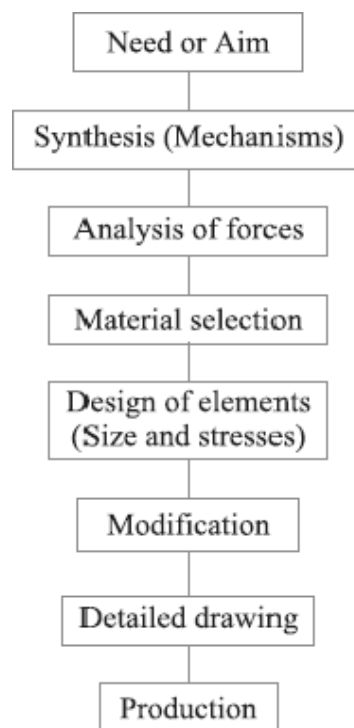 Need or Aim
Synthesis (Mechanisms)
Analysis of forces
Material selection
Design of elements
(Size and stresses)
Modification
Detailed drawing
Production